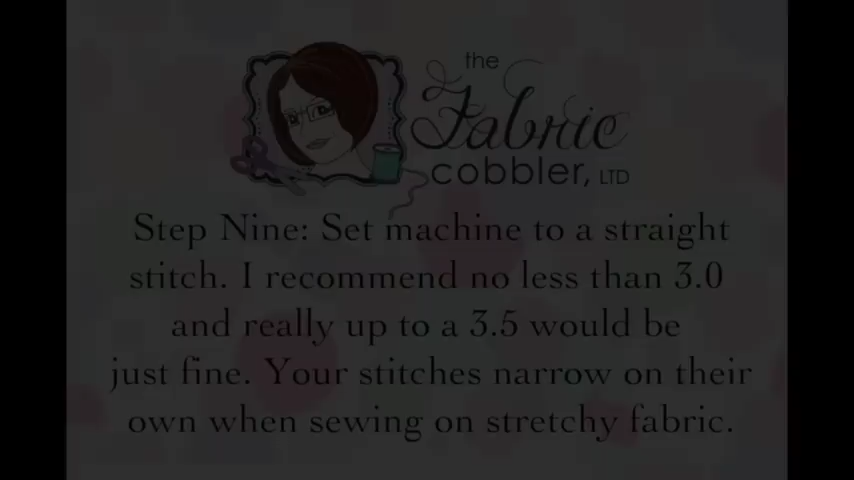 the
Fabric
cobbler, LTD
Step Nine: Set machine to a straight
stitch. I recommend no less than 3.0
and really up to a 3.5 would be
just fine. Your stitches narrow on their
own when sewing on stretchy fabric.